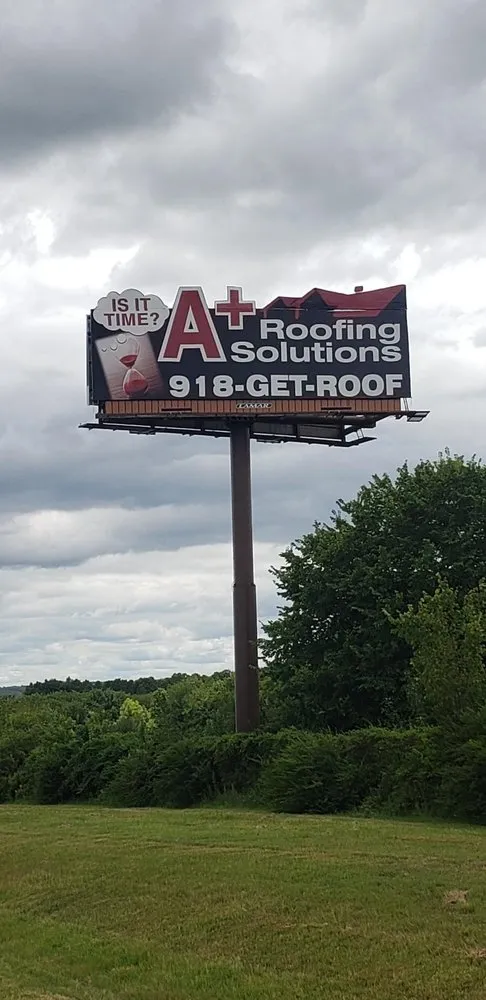 IS IT
TIME?
A+
Roofing
Solutions
918-GET-ROOF
LAMAR